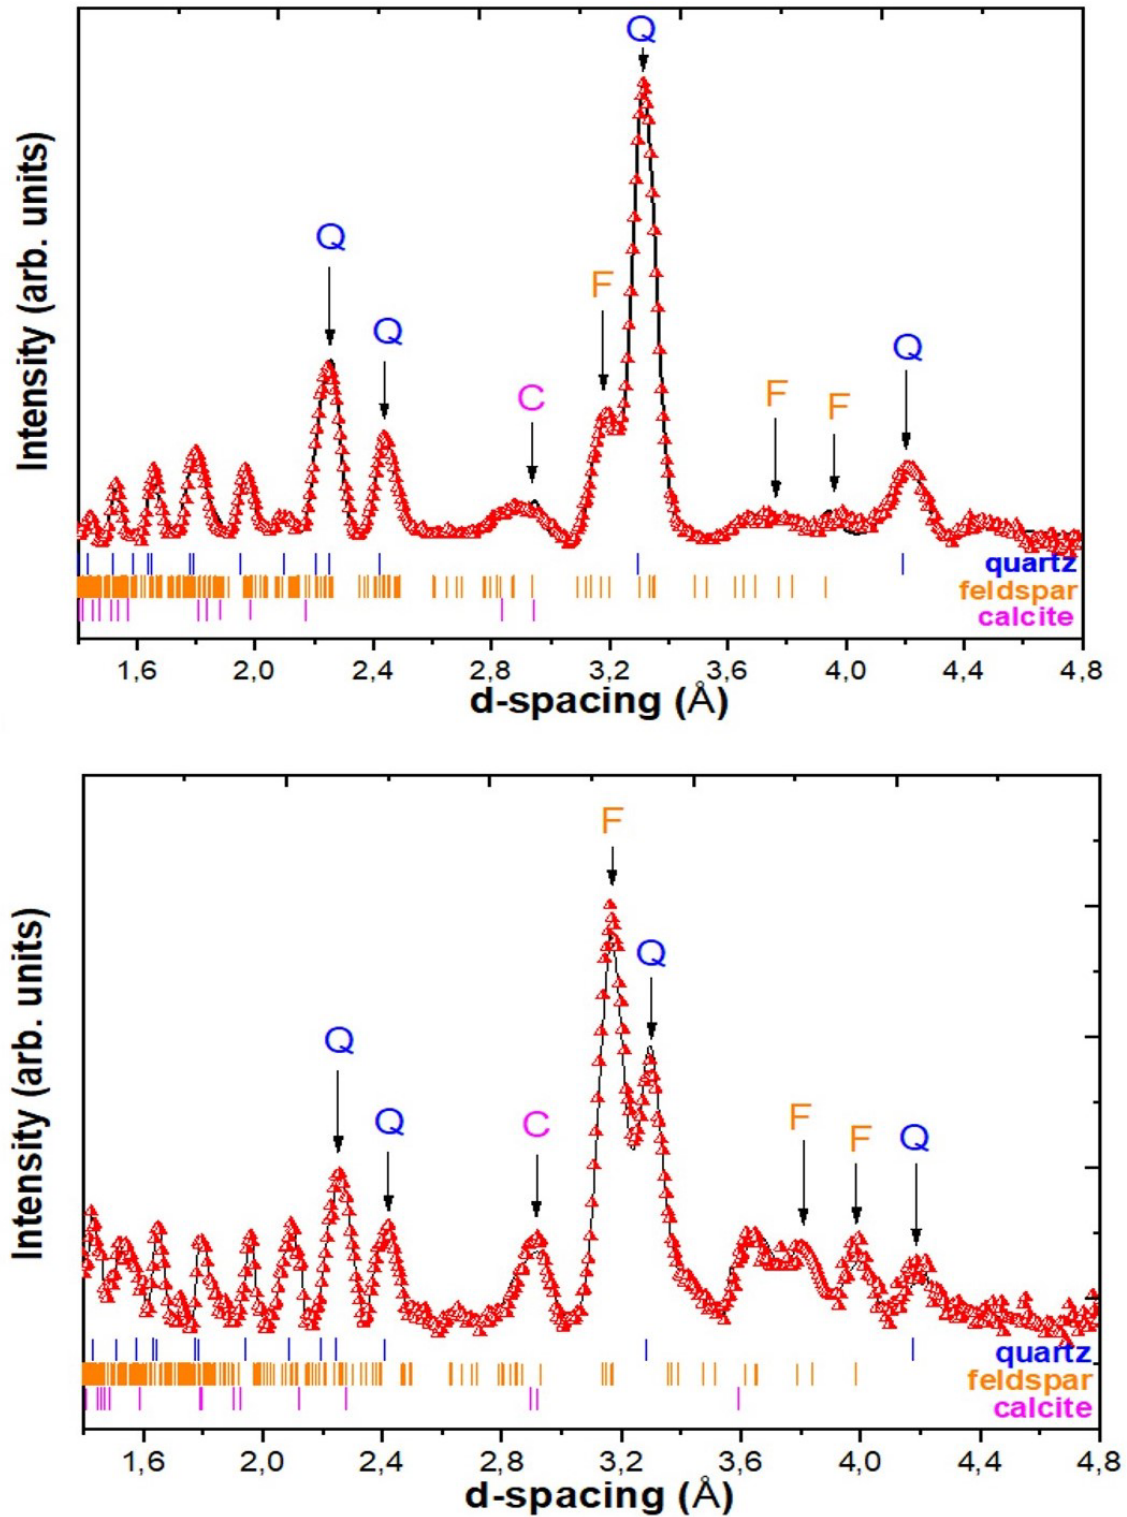 Q
Q
F
Q
Q
C
F
F
Intensity (arb. units)
quartz
feldspar
calcite
1,6 2,0 2,4 2,8 3,2 3,6 4,0 4,4 4,8
d-spacing (Å)
F
Q
Q
Q
C
F
F
Q
Intensity (arb. units)
quartz
feldspar
calcite
1,6 2,0 2,4 2,8 3,2 3,6 4,0 4,4 4,8
d-spacing (Å)